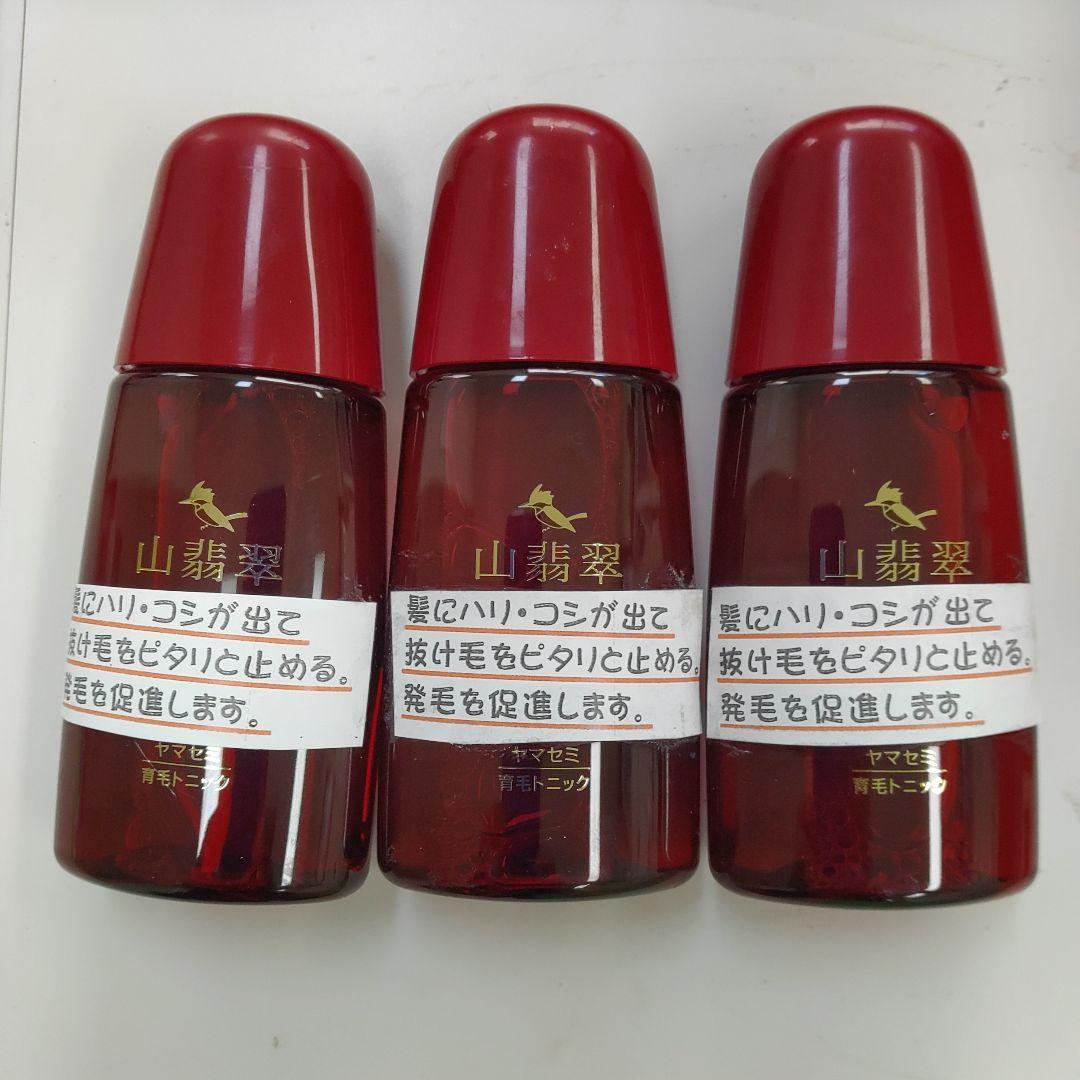 山翡翠
髪にハリ・コシが出て
抜け毛をピタリと止める。
発毛を促進します。
ヤマセミ
育毛トニック
山翡翠
髪にハリ・コシが出て
抜け毛をピタリと止める。
発毛を促進します。
ヤマセミ
育毛トニック
山翡翠
髪にハリ・コシが出て
抜け毛をピタリと止める。
発毛を促進します。
ヤマセミ
育毛トニック